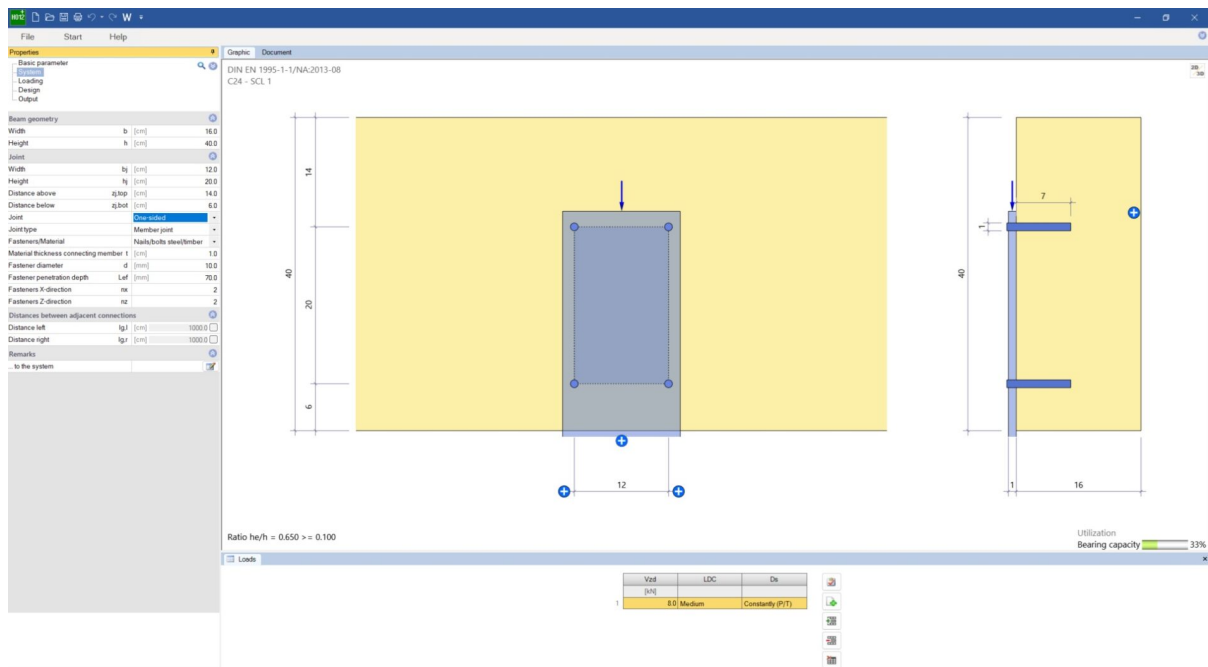 HO12+ W
File Start Help
Properties
Basic parameter
System
Loading
Design
Output
Beam geometry
Width b [cm] 16.0
Height h [cm] 40.0
Joint
Width bj [cm] 12.0
Height hj [cm] 20.0
Distance above zj,top [cm] 14.0
Distance below zj,bot [cm] 6.0
Joint One-sided
Joint type Member joint
Fasteners/Material Nails/bolts steel/timber
Material thickness connecting member t [cm] 1.0
Fastener diameter d [mm] 10.0
Fastener penetration depth Lef [mm] 70.0
Fasteners X-direction nx 2
Fasteners Z-direction nz 2
Distances between adjacent connections
Distance left lg,l [cm] 1000.0
Distance right lg,r [cm] 1000.0
Remarks
... to the system
Graphic Document
DIN EN 1995-1-1/NA:2013-08
C24 - SCL 1
2D
3D
14
40
20
6
12
7
1
40
1 16
Ratio he/h = 0.650 >= 0.100
Utilization
Bearing capacity 33%
Loads
Vzd LDC Ds
[kN]
1 8.0 Medium Constantly (P/T)